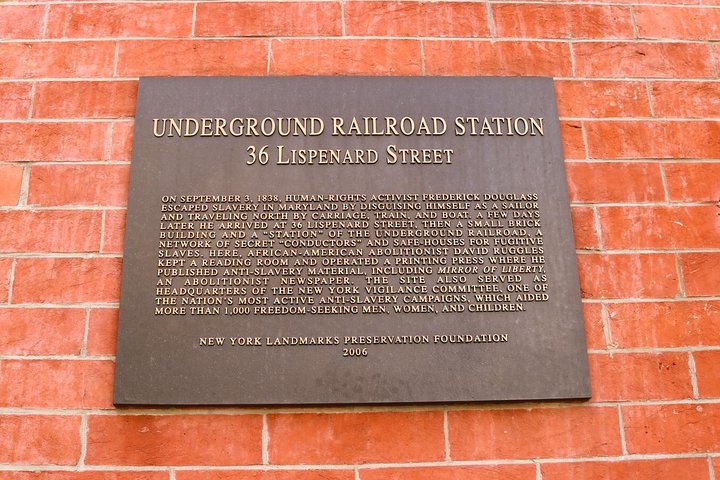 UNDERGROUND RAILROAD STATION
36 LISPENARD STREET
ON SEPTEMBER 3, 1838, HUMAN-RIGHTS ACTIVIST FREDERICK DOUGLASS
ESCAPED SLAVERY IN MARYLAND BY DISGUISING HIMSELF AS A SAILOR
AND TRAVELING NORTH BY CARRIAGE, TRAIN, AND BOAT. A FEW DAYS
LATER HE ARRIVED AT 36 LISPENARD STREET, THEN A SMALL BRICK
BUILDING AND A "STATION" OF THE UNDERGROUND RAILROAD, A
NETWORK OF SECRET "CONDUCTORS" AND SAFE-HOUSES FOR FUGITIVE
SLAVES. HERE, AFRICAN-AMERICAN ABOLITIONIST DAVID RUGGLES
KEPT A READING ROOM AND OPERATED A PRINTING PRESS WHERE HE
PUBLISHED ANTI-SLAVERY MATERIAL, INCLUDING MIRROR OF LIBERTY,
AN ABOLITIONIST NEWSPAPER. THE SITE ALSO SERVED AS
HEADQUARTERS OF THE NEW YORK VIGILANCE COMMITTEE, ONE OF
THE NATION'S MOST ACTIVE ANTI-SLAVERY CAMPAIGNS, WHICH AIDED
MORE THAN 1,000 FREEDOM-SEEKING MEN, WOMEN, AND CHILDREN.
NEW YORK LANDMARKS PRESERVATION FOUNDATION
2006